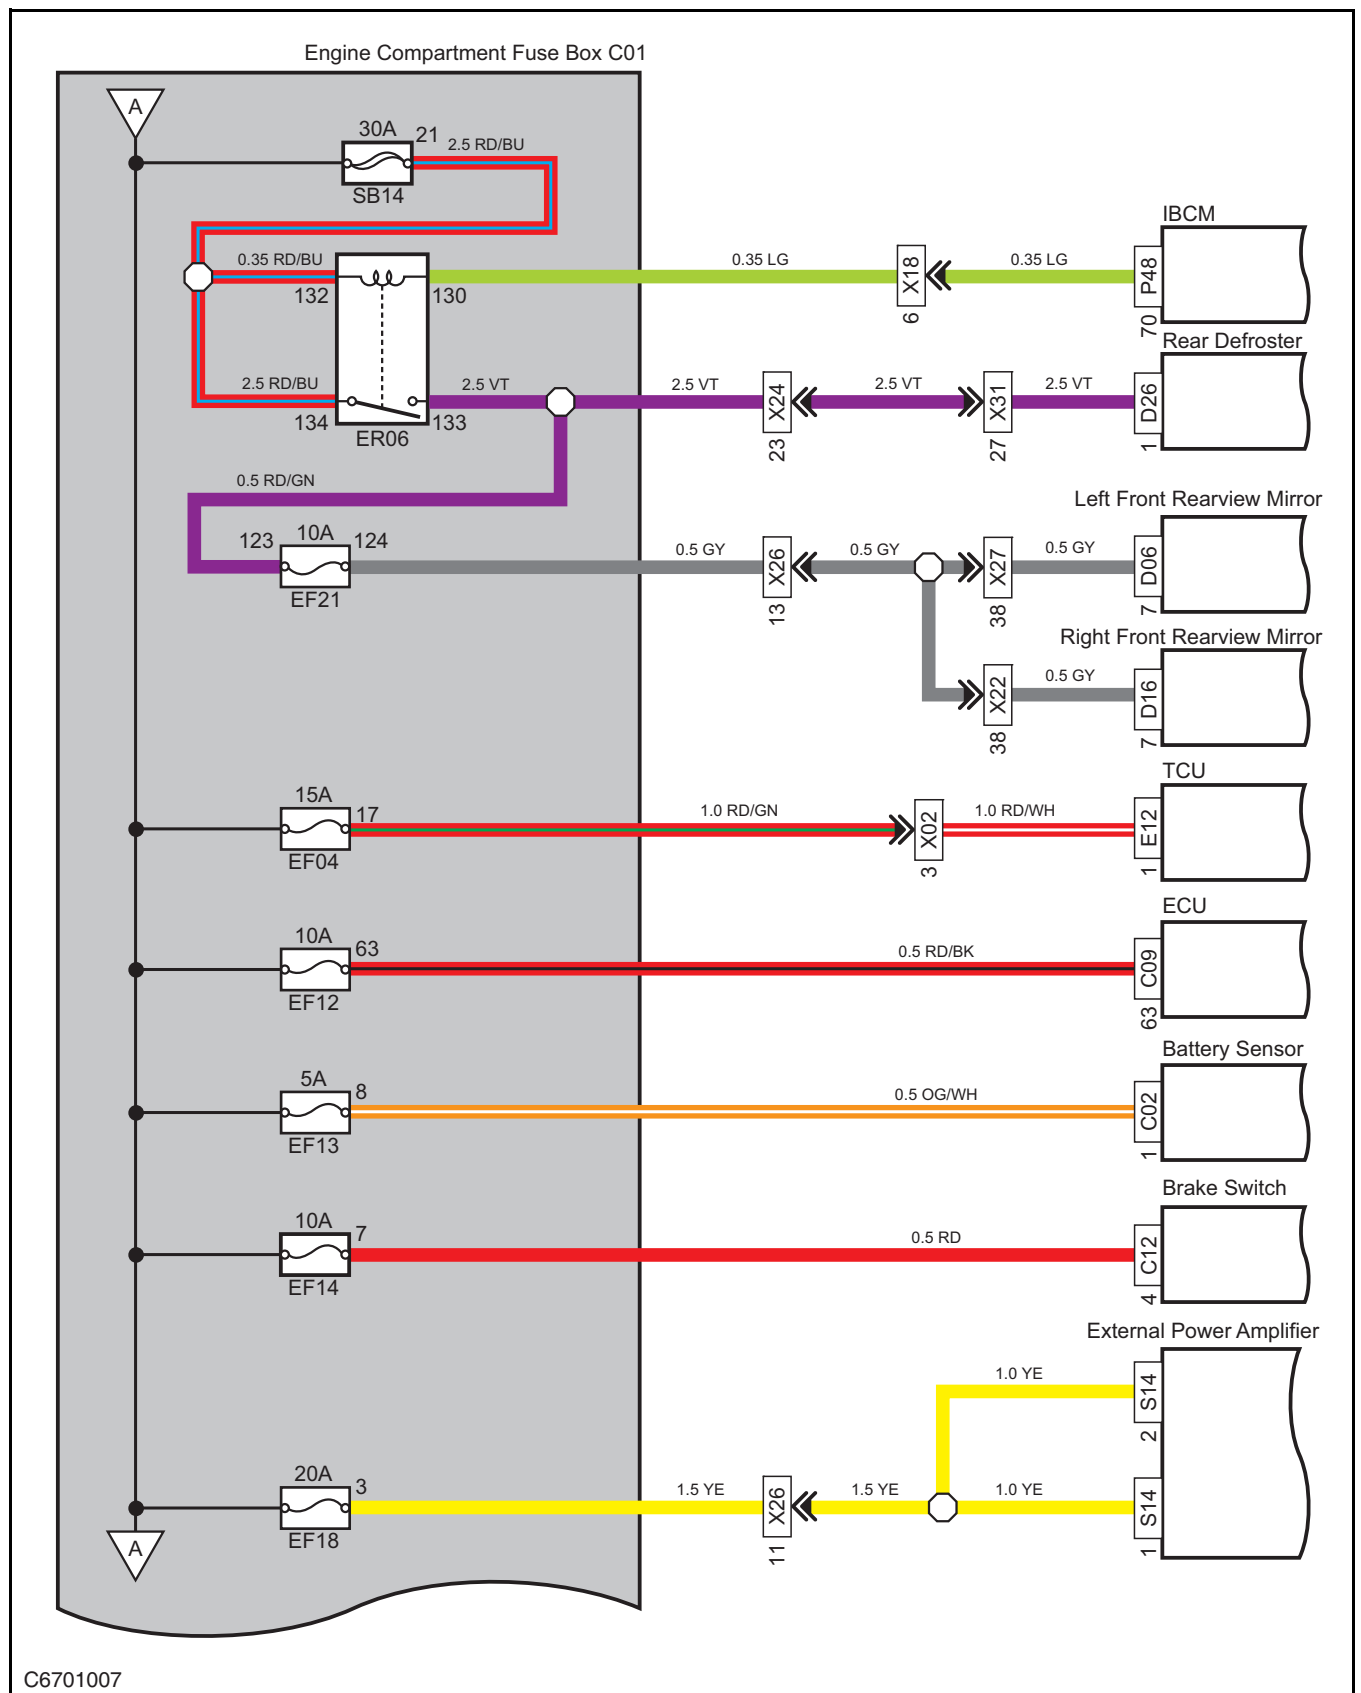 Engine Compartment Fuse Box C01
A
30A
21
2.5 RD/BU
SB14
IBCM
0.35 RD/BU
132
130
0.35 LG
X18
6
0.35 LG
P48
70
Rear Defroster
2.5 RD/BU
134
ER06
2.5 VT
133
2.5 VT
X24
23
2.5 VT
X31
27
2.5 VT
D26
1
0.5 RD/GN
Left Front Rearview Mirror
123
10A
124
EF21
0.5 GY
X26
13
0.5 GY
X27
38
0.5 GY
D06
7
Right Front Rearview Mirror
X22
38
0.5 GY
D16
7
TCU
15A
17
EF04
1.0 RD/GN
X02
3
1.0 RD/WH
E12
1
ECU
10A
63
EF12
0.5 RD/BK
C09
63
Battery Sensor
5A
8
EF13
0.5 OG/WH
C02
1
Brake Switch
10A
7
EF14
0.5 RD
C12
4
External Power Amplifier
1.0 YE
S14
2
20A
3
EF18
1.5 YE
X26
11
1.5 YE
1.0 YE
S14
1
A
C6701007